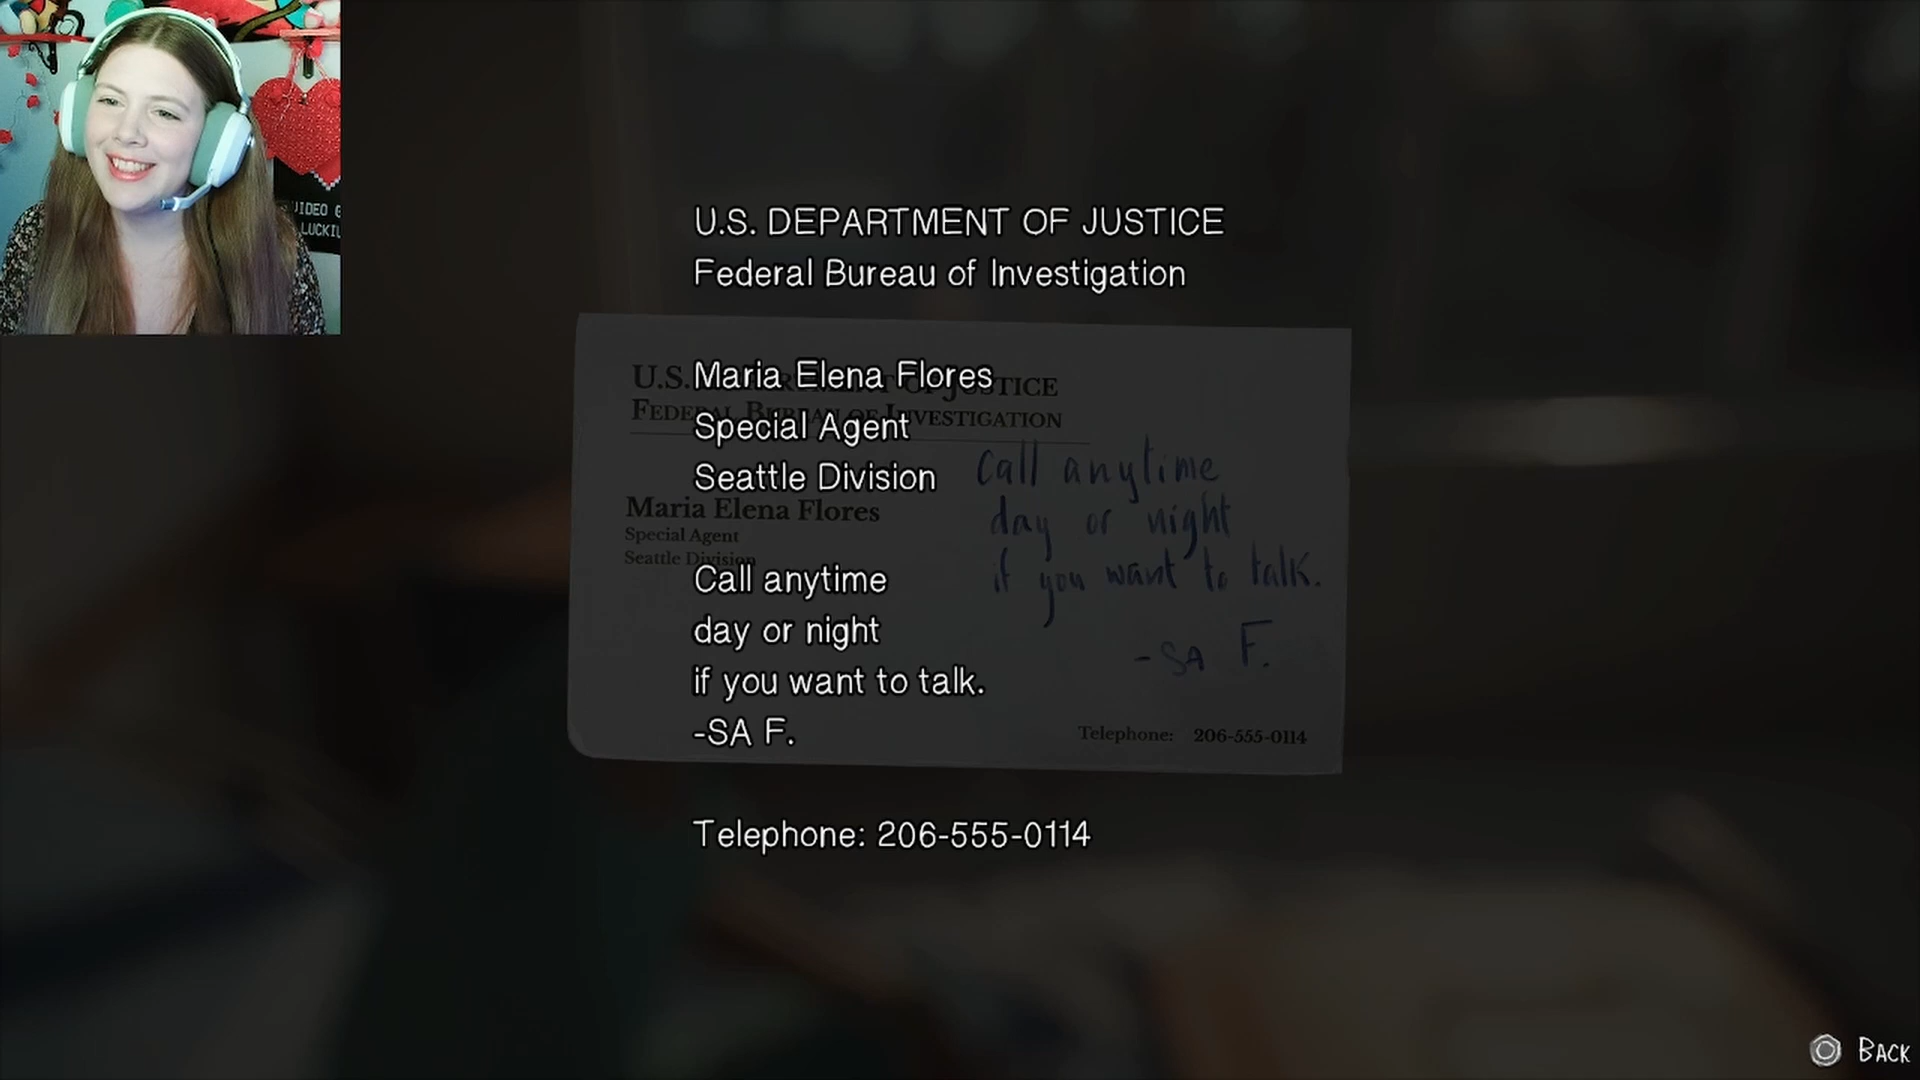 VIDEO G
LUCKIL
U.S. DEPARTMENT OF JUSTICE
Federal Bureau of Investigation
Maria Elena Flores
Special Agent
Seattle Division
Call anytime
day or night
if you want to talk.
-SA F.
Telephone: 206-555-0114
U.S. DEPARTMENT OF JUSTICE
FEDERAL BUREAU OF INVESTIGATION
Maria Elena Flores
Special Agent
Seattle Division
Call anytime
day or night
if you want to talk.
-SA F.
Telephone: 206-555-0114
BACK